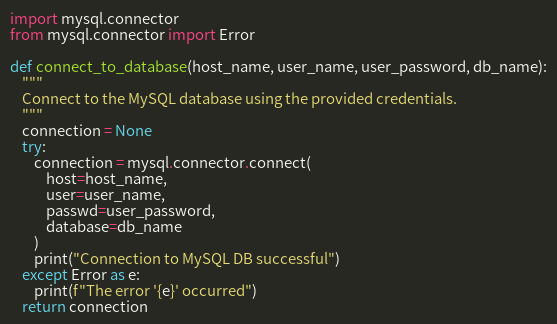 import mysql.connector
from mysql.connector import Error

def connect_to_database(host_name, user_name, user_password, db_name):
    """
    Connect to the MySQL database using the provided credentials.
    """
    connection = None
    try:
        connection = mysql.connector.connect(
            host=host_name,
            user=user_name,
            passwd=user_password,
            database=db_name
        )
        print("Connection to MySQL DB successful")
    except Error as e:
        print(f"The error '{e}' occurred")
    return connection